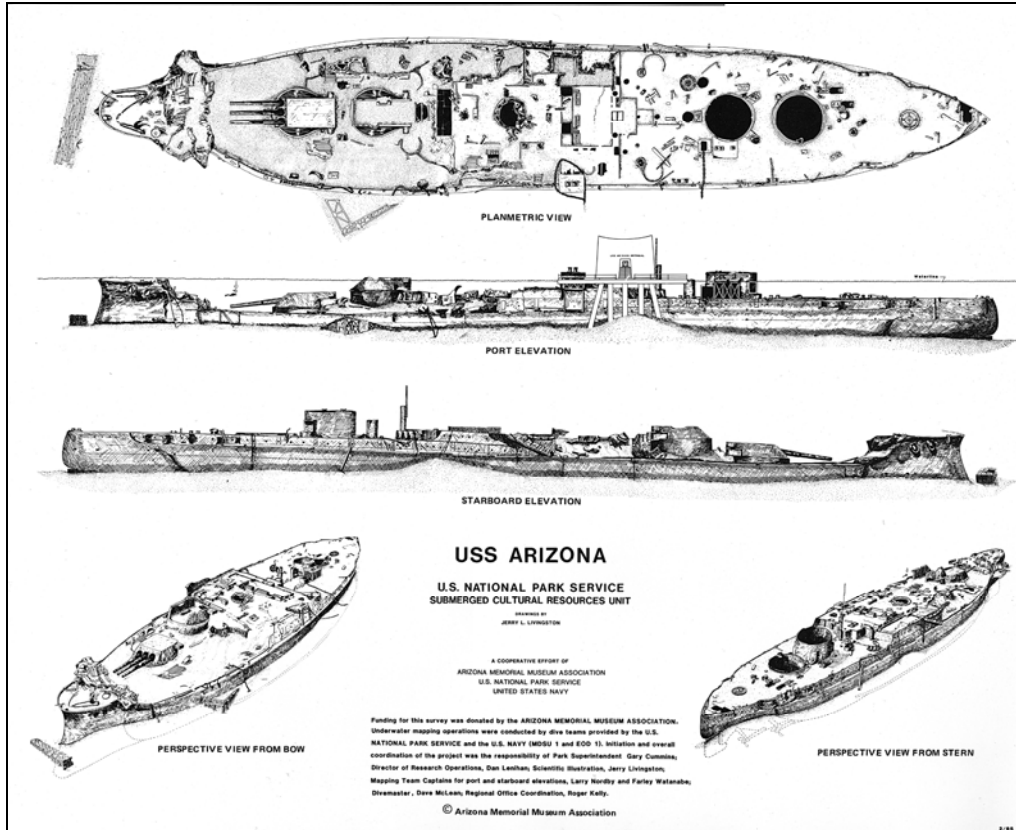 PLANMETRIC VIEW
USS ARIZONA MEMORIAL
Waterline
PORT ELEVATION
STARBOARD ELEVATION
USS ARIZONA
U.S. NATIONAL PARK SERVICE
SUBMERGED CULTURAL RESOURCES UNIT
DRAWINGS BY
JERRY L. LIVINGSTON
A COOPERATIVE EFFORT OF
ARIZONA MEMORIAL MUSEUM ASSOCIATION
U.S. NATIONAL PARK SERVICE
UNITED STATES NAVY
PERSPECTIVE VIEW FROM BOW
PERSPECTIVE VIEW FROM STERN
Funding for this survey was donated by the ARIZONA MEMORIAL MUSEUM ASSOCIATION.
Underwater mapping operations were conducted by dive teams provided by the U.S.
NATIONAL PARK SERVICE and the U.S. NAVY (MDSU 1 and EOD 1). Initiation and overall
coordination of the project was the responsibility of Park Superintendent Gary Cummins;
Director of Research Operations, Dan Lenihan; Scientific Illustration, Jerry Livingston;
Mapping Team Captains for port and starboard elevations, Larry Nordby and Farley Watanabe;
Divemaster, Dave McLean; Regional Office Coordination, Roger Kelly.
© Arizona Memorial Museum Association